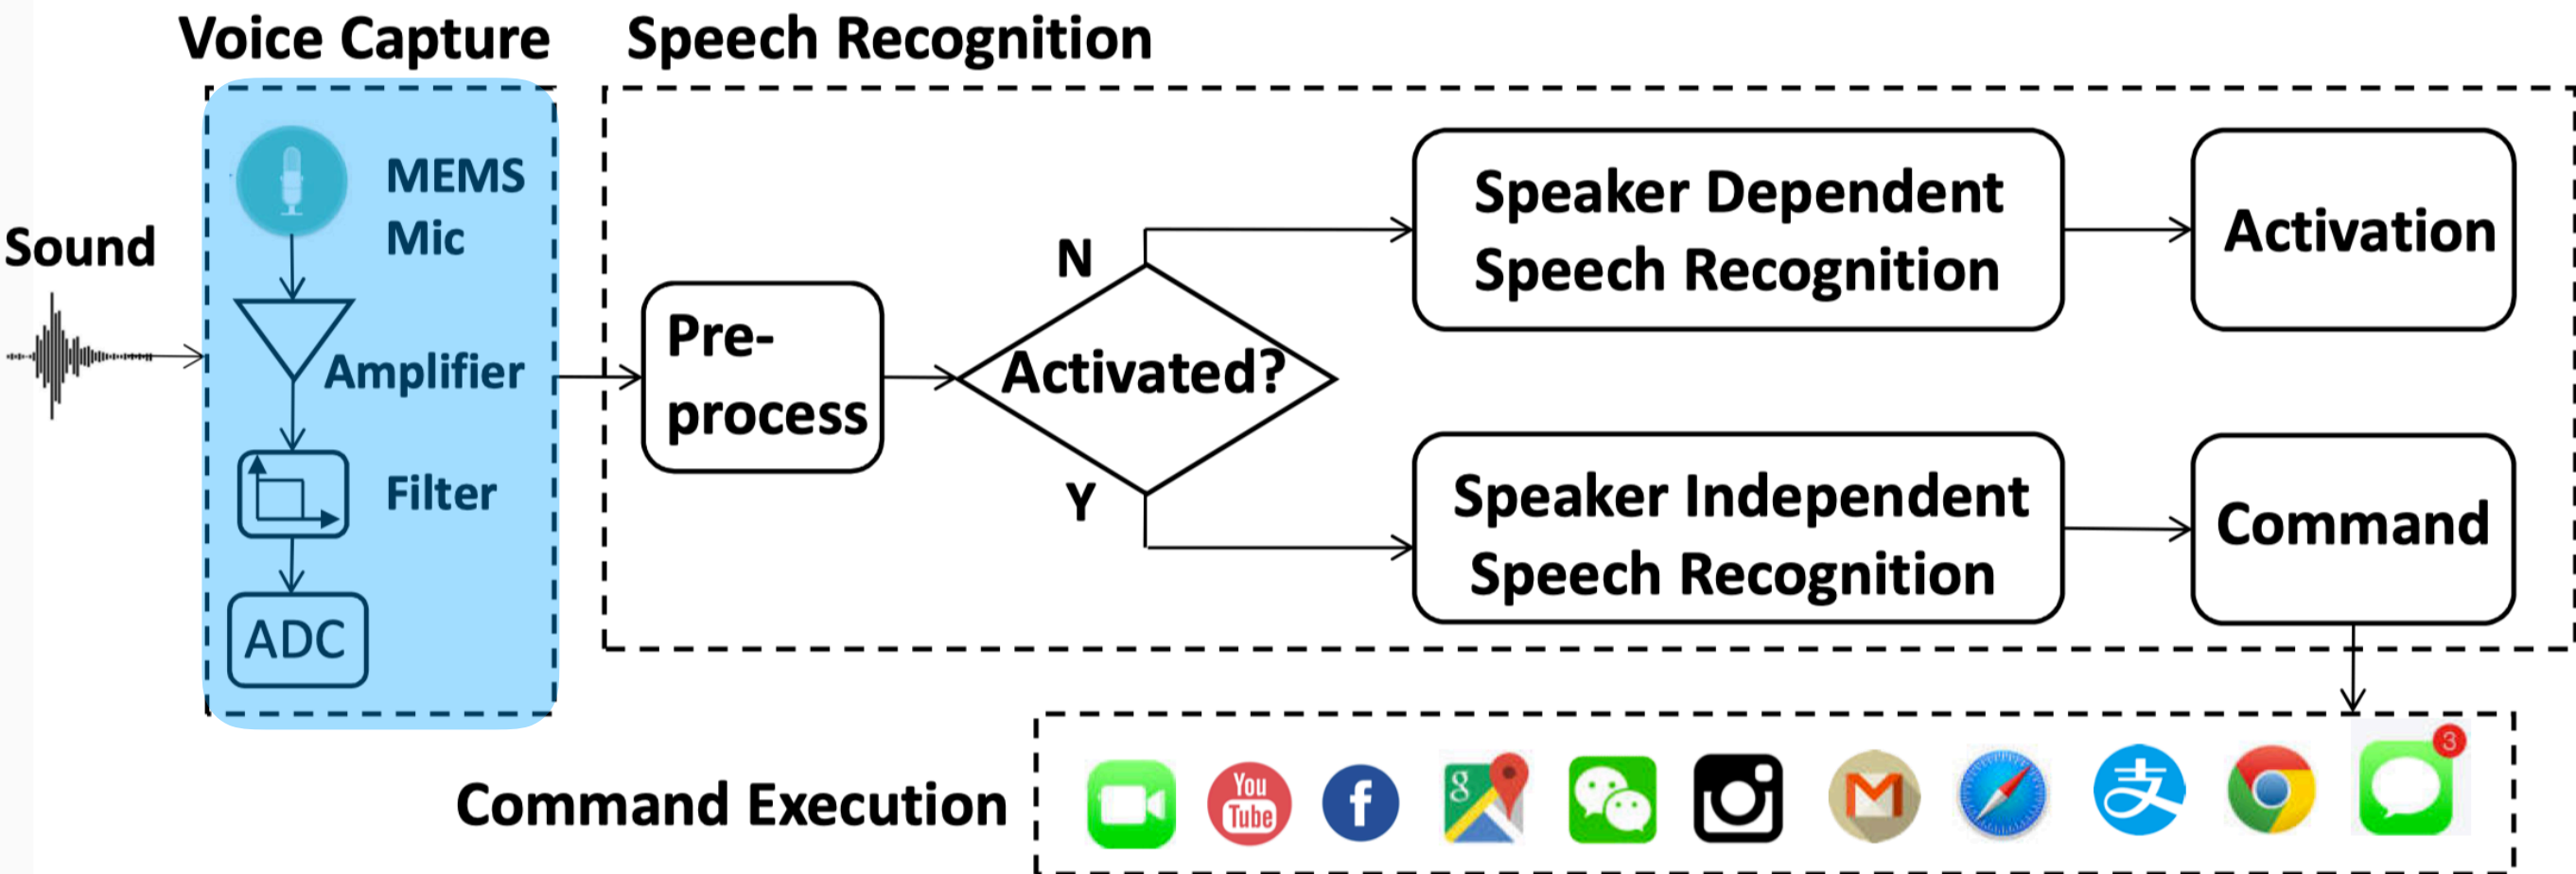 Voice Capture
Speech Recognition
Sound
MEMS
Mic
Amplifier
Filter
ADC
Pre-
process
Activated?
N
Y
Speaker Dependent
Speech Recognition
Activation
Speaker Independent
Speech Recognition
Command
Command Execution
You
Tube
f
g
M
支
3